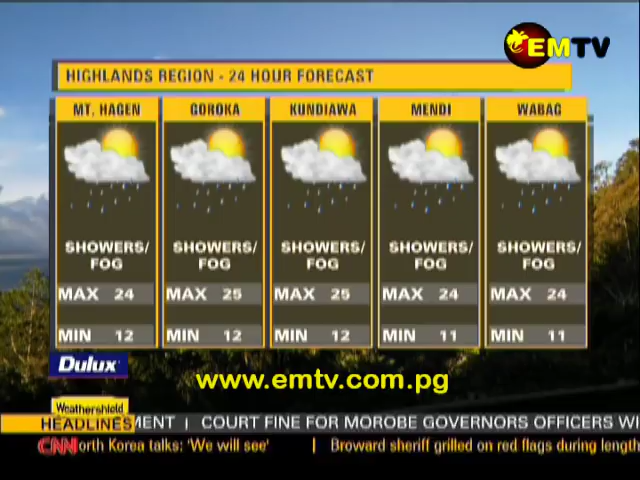 EMTV
HIGHLANDS REGION - 24 HOUR FORECAST
MT. HAGEN
SHOWERS/
FOG
MAX 24
MIN 12
GOROKA
SHOWERS/
FOG
MAX 25
MIN 12
KUNDIAWA
SHOWERS/
FOG
MAX 25
MIN 12
MENDI
SHOWERS/
FOG
MAX 24
MIN 11
WABAG
SHOWERS/
FOG
MAX 24
MIN 11
Dulux
www.emtv.com.pg
Weathershield
HEADLINES MENT | COURT FINE FOR MOROBE GOVERNORS OFFICERS WI
CNN orth Korea talks: 'We will see' | Broward sheriff grilled on red flags during length